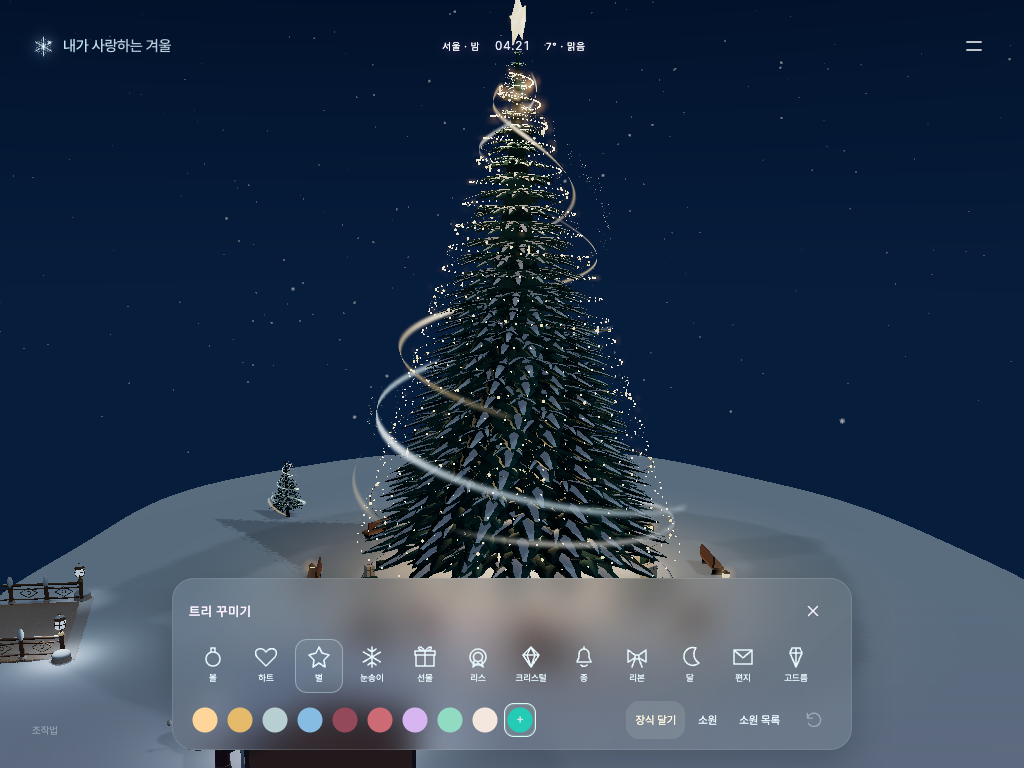 내가 사랑하는 겨울
서울 · 밤 04:21 7° · 맑음
트리 꾸미기
볼 하트 별 눈송이 선물 리스 크리스털 종 리본 달 편지 고드름
+ 장식 달기 소원 소원 목록
조작법